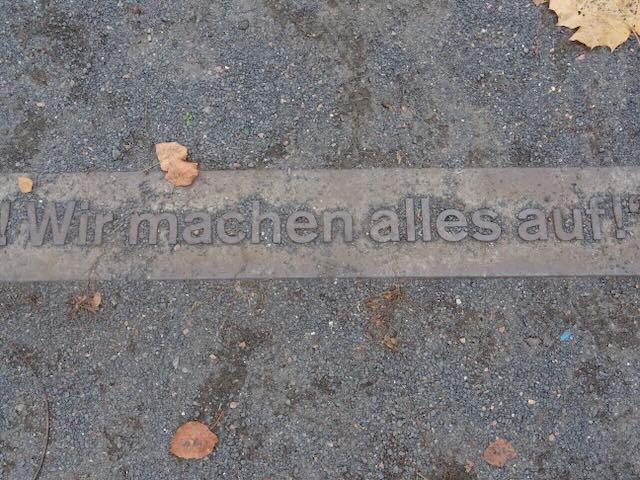 ! Wir machen alles auf!"